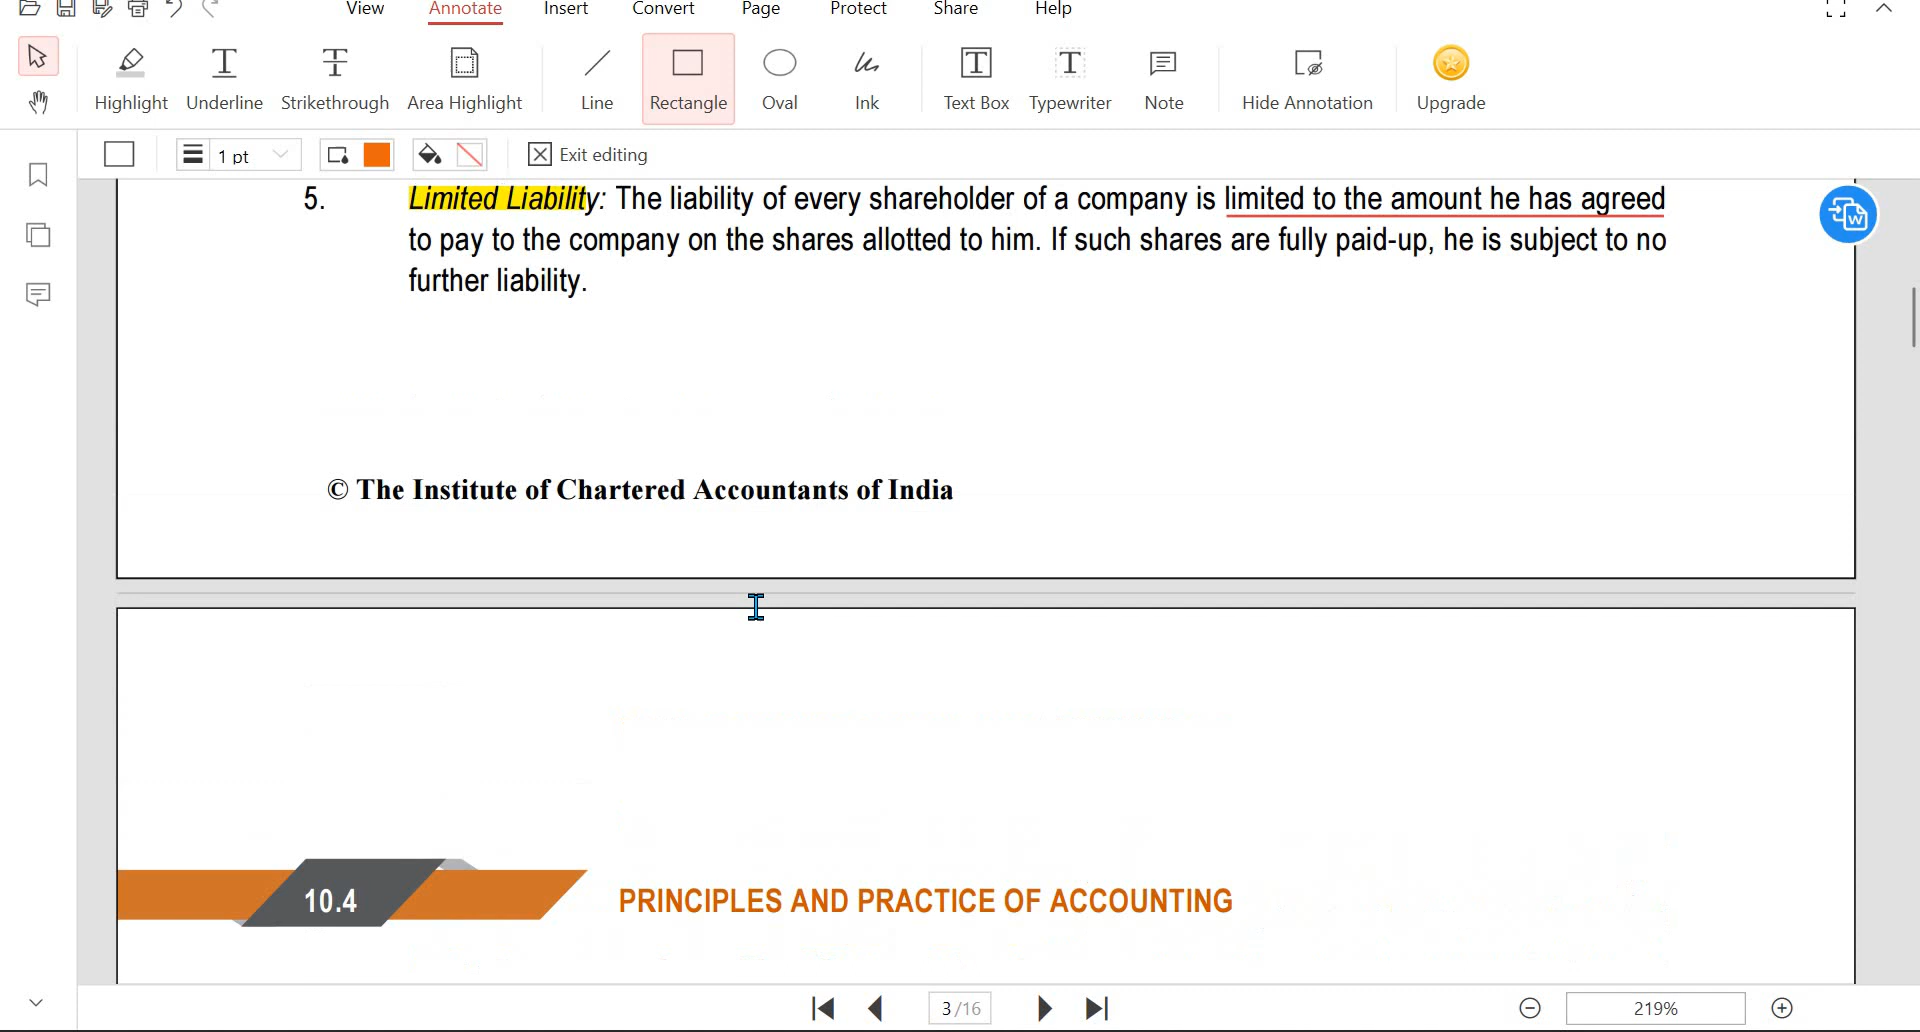 View Annotate Insert Convert Page Protect Share Help
Highlight Underline Strikethrough Area Highlight Line Rectangle Oval Ink Text Box Typewriter Note Hide Annotation Upgrade
1 pt Exit editing
5. Limited Liability: The liability of every shareholder of a company is limited to the amount he has agreed
to pay to the company on the shares allotted to him. If such shares are fully paid-up, he is subject to no
further liability.
© The Institute of Chartered Accountants of India
10.4 PRINCIPLES AND PRACTICE OF ACCOUNTING
3 /16 219%